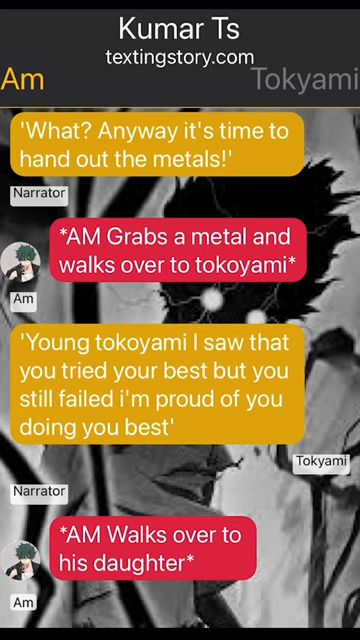 Kumar Ts
textingstory.com
Am
Tokyami
'What? Anyway it's time to
hand out the metals!'
Narrator
*AM Grabs a metal and
walks over to tokoyami*
Am
'Young tokoyami I saw that
you tried your best but you
still failed i'm proud of you
doing you best'
Tokyami
Narrator
*AM Walks over to
his daughter*
Am